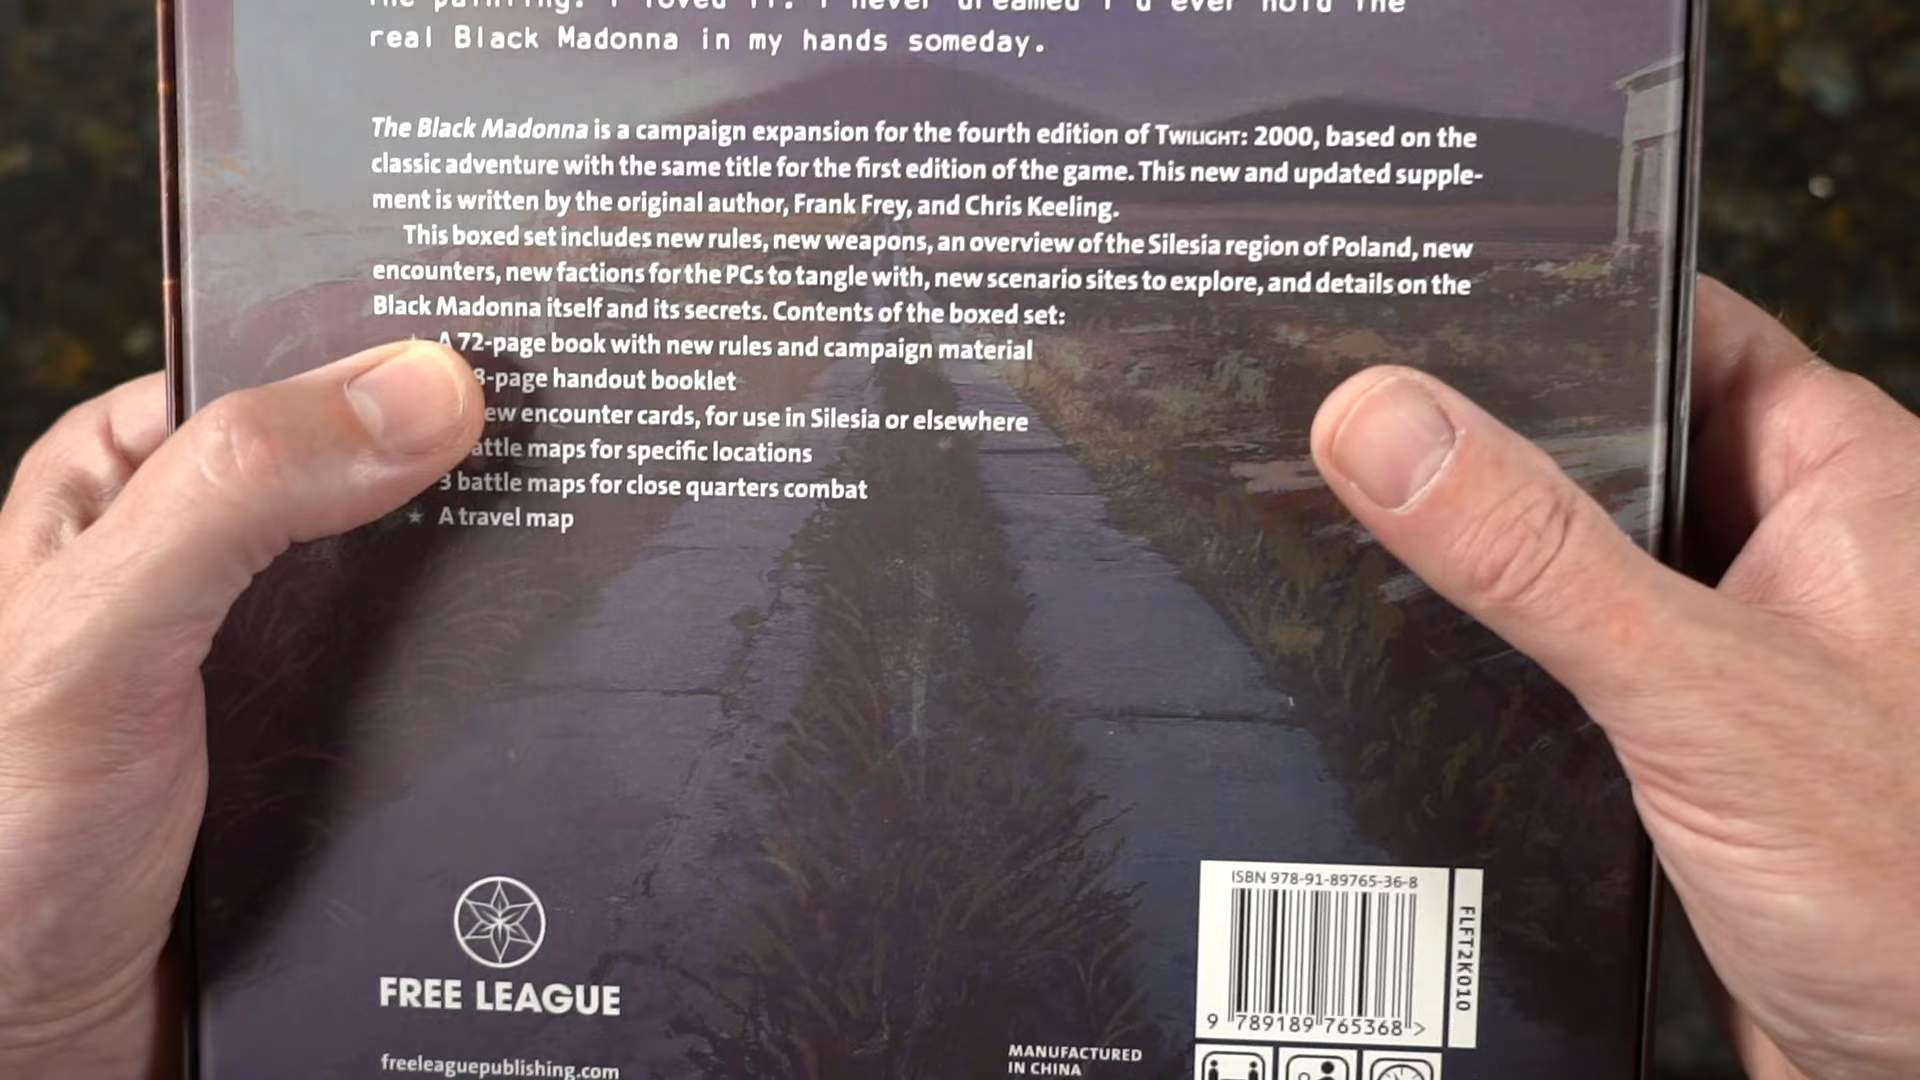 real Black Madonna in my hands someday.
The Black Madonna is a campaign expansion for the fourth edition of TWILIGHT: 2000, based on the
classic adventure with the same title for the first edition of the game. This new and updated supple-
ment is written by the original author, Frank Frey, and Chris Keeling.
This boxed set includes new rules, new weapons, an overview of the Silesia region of Poland, new
encounters, new factions for the PCs to tangle with, new scenario sites to explore, and details on the
Black Madonna itself and its secrets. Contents of the boxed set:
A 72-page book with new rules and campaign material
8-page handout booklet
encounter cards, for use in Silesia or elsewhere
maps for specific locations
3 battle maps for close quarters combat
★ A travel map
FREE LEAGUE
freeleaguepublishing.com
MANUFACTURED
IN CHINA
ISBN 978-91-89765-36-8
9 789189 765368 >
FLFT2K010